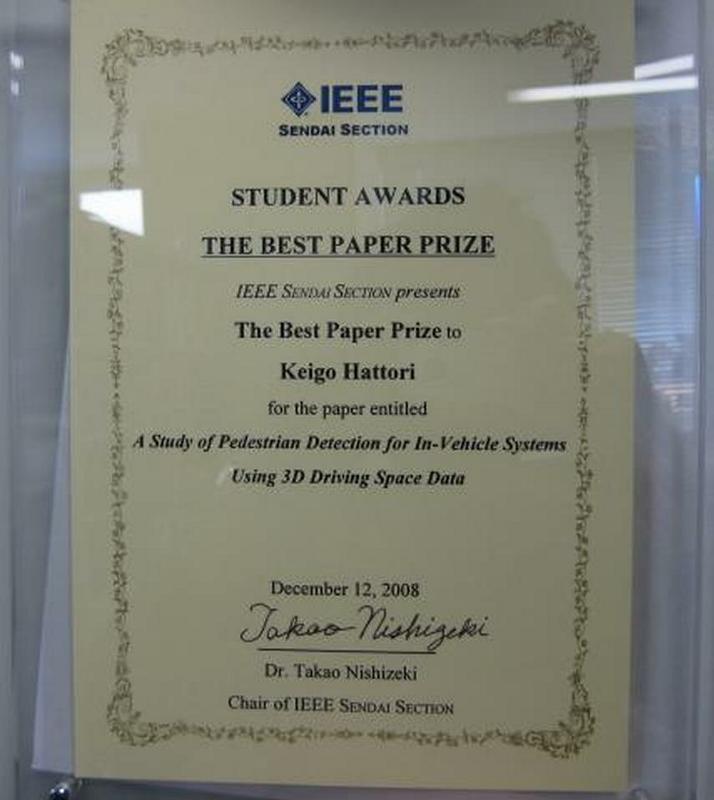 IEEE
SENDAI SECTION
STUDENT AWARDS
THE BEST PAPER PRIZE
IEEE SENDAI SECTION presents
The Best Paper Prize to
Keigo Hattori
for the paper entitled
A Study of Pedestrian Detection for In-Vehicle Systems
Using 3D Driving Space Data
December 12, 2008
Takao Nishizeki
Dr. Takao Nishizeki
Chair of IEEE SENDAI SECTION